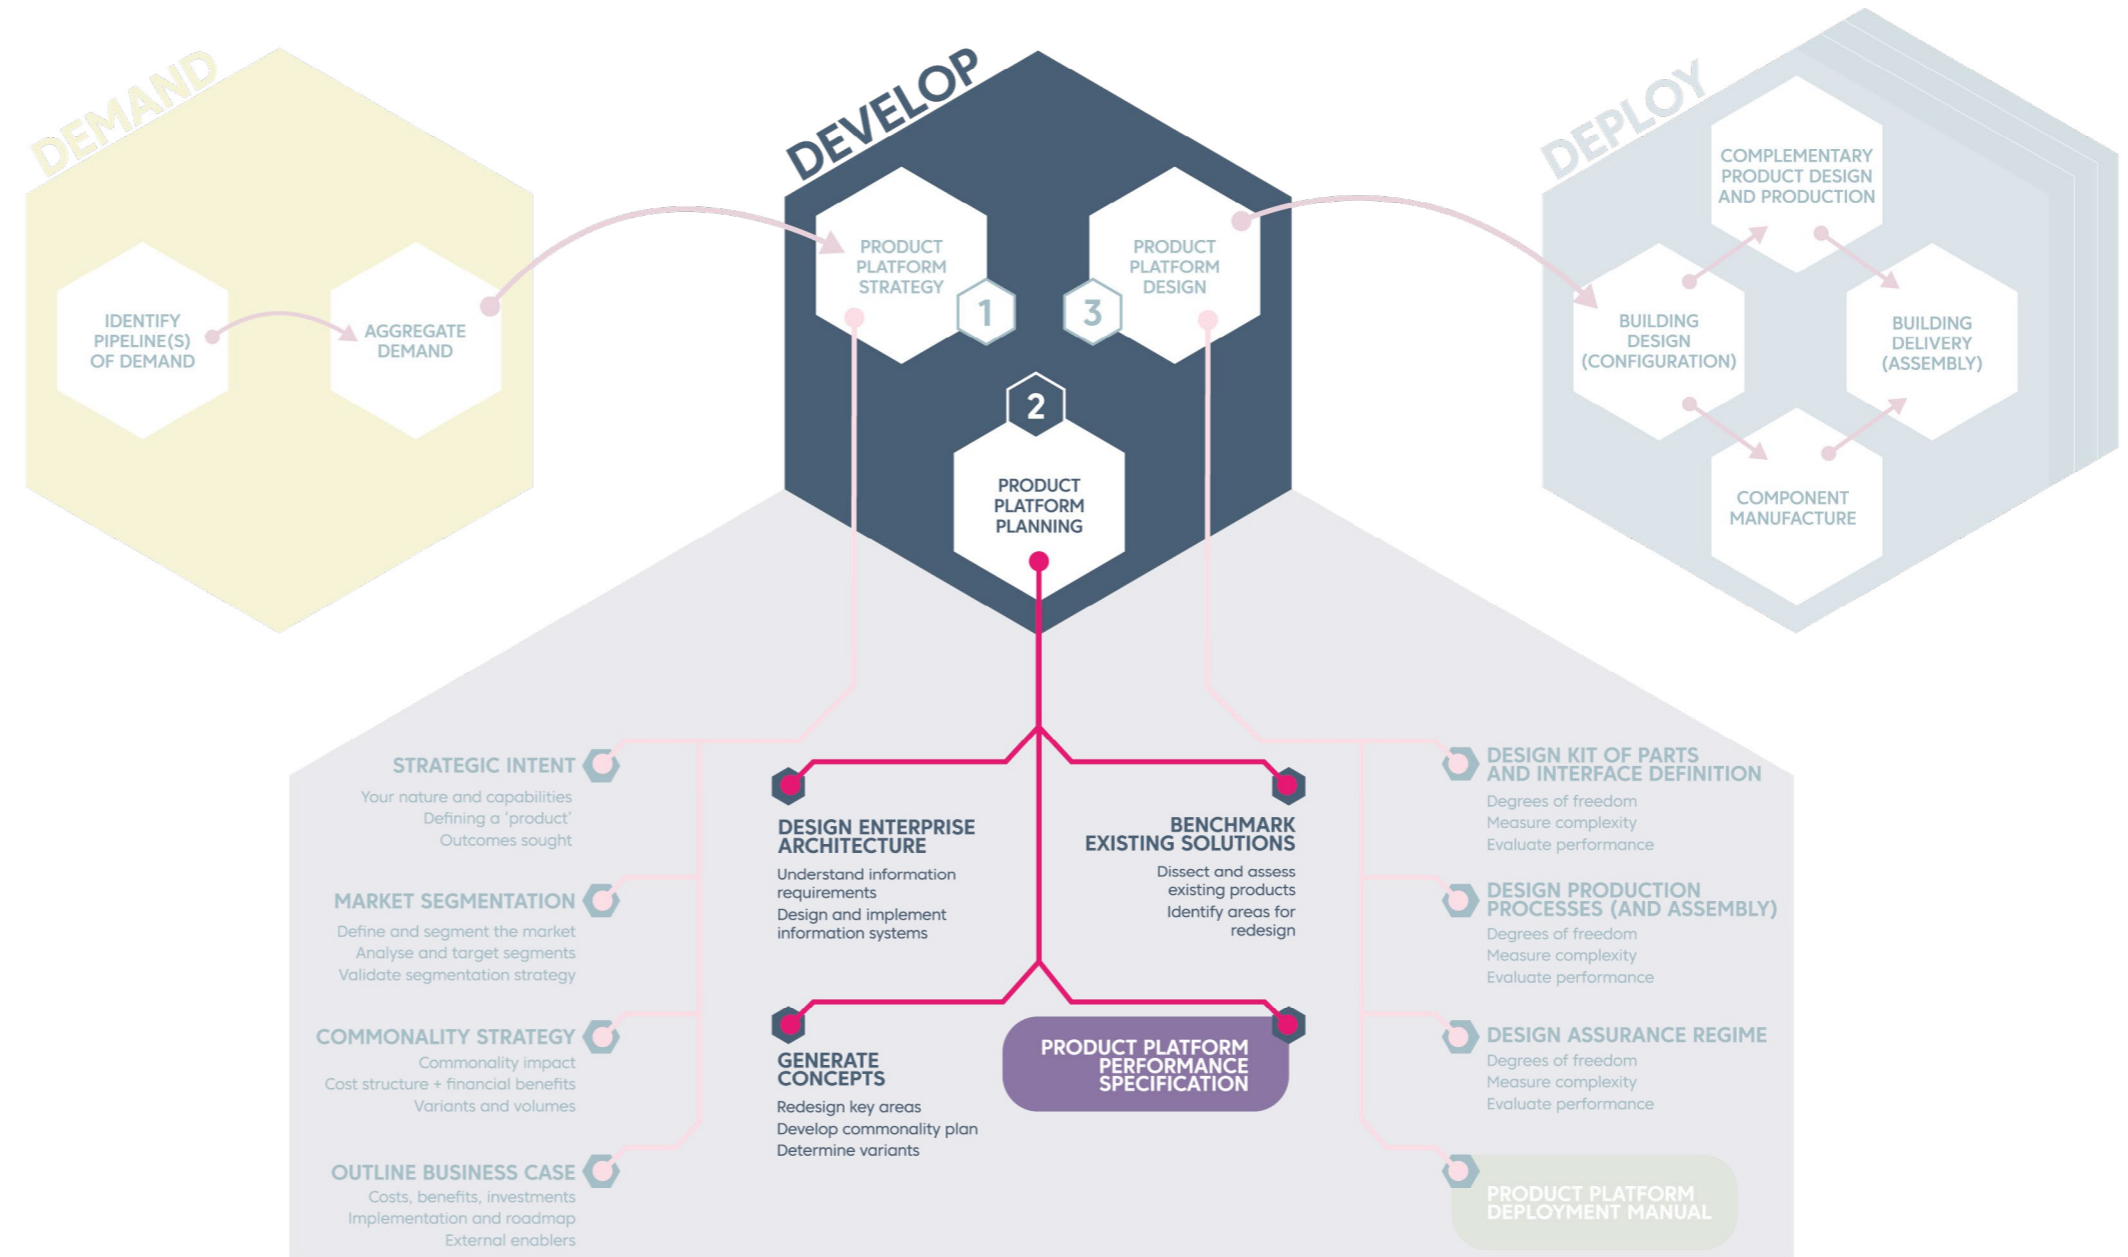 DEMAND
IDENTIFY
PIPELINE(S)
OF DEMAND
AGGREGATE
DEMAND
DEVELOP
PRODUCT
PLATFORM
STRATEGY
1
PRODUCT
PLATFORM
DESIGN
3
2
PRODUCT
PLATFORM
PLANNING
DEPLOY
COMPLEMENTARY
PRODUCT DESIGN
AND PRODUCTION
BUILDING
DESIGN
(CONFIGURATION)
BUILDING
DELIVERY
(ASSEMBLY)
COMPONENT
MANUFACTURE
STRATEGIC INTENT
Your nature and capabilities
Defining a 'product'
Outcomes sought
MARKET SEGMENTATION
Define and segment the market
Analyse and target segments
Validate segmentation strategy
COMMONALITY STRATEGY
Commonality impact
Cost structure + financial benefits
Variants and volumes
OUTLINE BUSINESS CASE
Costs, benefits, investments
Implementation and roadmap
External enablers
DESIGN ENTERPRISE
ARCHITECTURE
Understand information
requirements
Design and implement
information systems
BENCHMARK
EXISTING SOLUTIONS
Dissect and assess
existing products
Identify areas for
redesign
GENERATE
CONCEPTS
Redesign key areas
Develop commonality plan
Determine variants
PRODUCT PLATFORM
PERFORMANCE
SPECIFICATION
DESIGN KIT OF PARTS
AND INTERFACE DEFINITION
Degrees of freedom
Measure complexity
Evaluate performance
DESIGN PRODUCTION
PROCESSES (AND ASSEMBLY)
Degrees of freedom
Measure complexity
Evaluate performance
DESIGN ASSURANCE REGIME
Degrees of freedom
Measure complexity
Evaluate performance
PRODUCT PLATFORM
DEPLOYMENT MANUAL